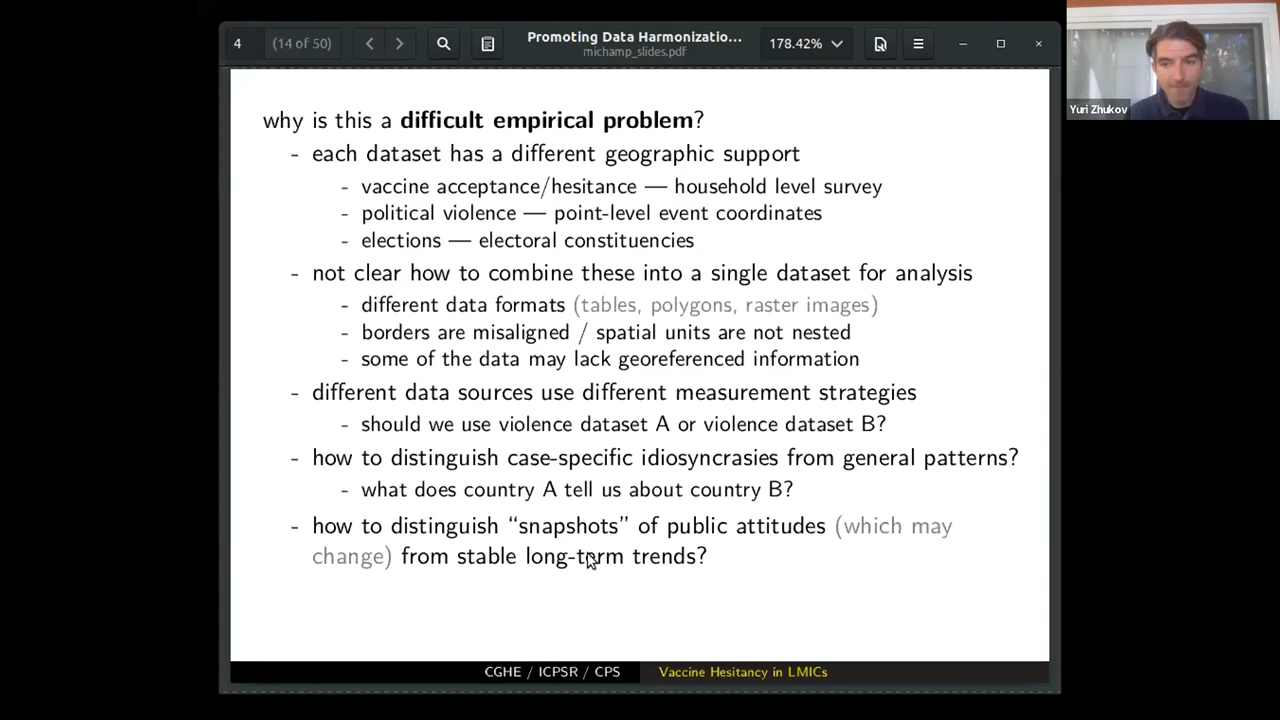 4 (14 of 50) Promoting Data Harmonizatio... 178.42%
michamp_slides.pdf
Yuri Zhukov
why is this a difficult empirical problem?
- each dataset has a different geographic support
- vaccine acceptance/hesitance — household level survey
- political violence — point-level event coordinates
- elections — electoral constituencies
- not clear how to combine these into a single dataset for analysis
- different data formats (tables, polygons, raster images)
- borders are misaligned / spatial units are not nested
- some of the data may lack georeferenced information
- different data sources use different measurement strategies
- should we use violence dataset A or violence dataset B?
- how to distinguish case-specific idiosyncrasies from general patterns?
- what does country A tell us about country B?
- how to distinguish “snapshots” of public attitudes (which may
change) from stable long-term trends?
CGHE / ICPSR / CPS Vaccine Hesitancy in LMICs